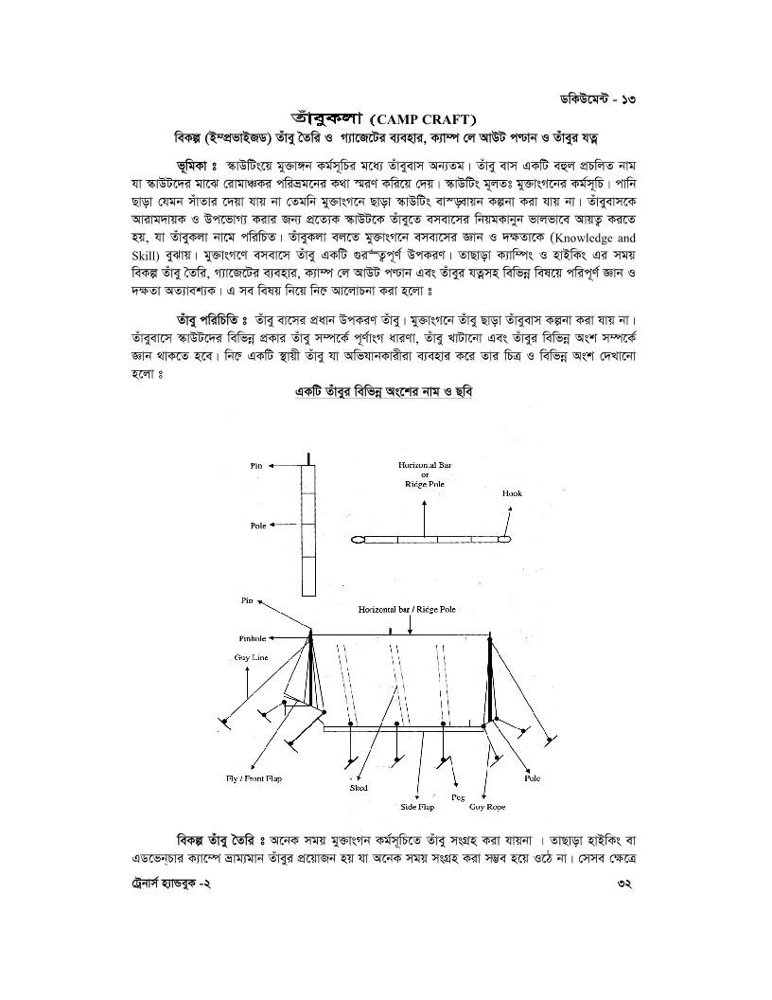 ডকিউমেন্ট - ১৩
তাঁবুকলা (CAMP CRAFT)
বিকল্প (ইম্প্রভাইজড) তাঁবু তৈরি ও গ্যাজেটের ব্যবহার, ক্যাম্প লে আউট পণ্ঢান ও তাঁবুর যত্ন
ভূমিকা ঃ স্কাউটিংয়ে মুক্তাঙ্গন কর্মসূচির মধ্যে তাঁবুবাস অন্যতম। তাঁবু বাস একটি বহুল প্রচলিত নাম
যা স্কাউটদের মাঝে রোমাঞ্চকর পরিভ্রমনের কথা স্মরণ করিয়ে দেয়। স্কাউটিং মূলতঃ মুক্তাংগনের কর্মসূচি। পানি
ছাড়া যেমন সাঁতার দেয়া যায় না তেমনি মুক্তাংগনে ছাড়া স্কাউটিং বাস্ড়বায়ন কল্পনা করা যায় না। তাঁবুবাসকে
আরামদায়ক ও উপভোগ্য করার জন্য প্রত্যেক স্কাউটকে তাঁবুতে বসবাসের নিয়মকানুন ভালভাবে আয়ত্ব করতে
হয়, যা তাঁবুকলা নামে পরিচিত। তাঁবুকলা বলতে মুক্তাংগনে বসবাসের জ্ঞান ও দক্ষতাকে (Knowledge and
Skill) বুঝায়। মুক্তাংগণে বসবাসে তাঁবু একটি গুর"ত্বপূর্ণ উপকরণ। তাছাড়া ক্যাম্পিং ও হাইকিং এর সময়
বিকল্প তাঁবু তৈরি, গ্যাজেটের ব্যবহার, ক্যাম্প লে আউট পণ্ঢান এবং তাঁবুর যত্নসহ বিভিন্ন বিষয়ে পরিপূর্ণ জ্ঞান ও
দক্ষতা অত্যাবশ্যক। এ সব বিষয় নিয়ে নিক্তে আলোচনা করা হলো ঃ
তাঁবু পরিচিতি ঃ তাঁবু বাসের প্রধান উপকরণ তাঁবু। মুক্তাংগনে তাঁবু ছাড়া তাঁবুবাস কল্পনা করা যায় না।
তাঁবুবাসে স্কাউটদের বিভিন্ন প্রকার তাঁবু সম্পর্কে পূর্ণাংগ ধারণা, তাঁবু খাটানো এবং তাঁবুর বিভিন্ন অংশ সম্পর্কে
জ্ঞান থাকতে হবে। নিক্তে একটি স্থায়ী তাঁবু যা অভিযানকারীরা ব্যবহার করে তার চিত্র ও বিভিন্ন অংশ দেখানো
হলো ঃ
একটি তাঁবুর বিভিন্ন অংশের নাম ও ছবি
Pin
Horizontal Bar
or
Ridge Pole
Hook
Pole
Pin
Horizontal bar / Ridge Pole
Pinhole
Guy Line
Fly / Front Flap
Sked
Pole
Peg
Side Flap
Guy Rope
বিকল্প তাঁবু তৈরি ঃ অনেক সময় মুক্তাংগন কর্মসূচিতে তাঁবু সংগ্রহ করা যায়না । তাছাড়া হাইকিং বা
এডভেন্চার ক্যাম্পে ভ্রাম্যমান তাঁবুর প্রয়োজন হয় যা অনেক সময় সংগ্রহ করা সম্ভব হয়ে ওঠে না। সেসব ক্ষেত্রে
ট্রেনার্স হ্যান্ডবুক -২
৩২